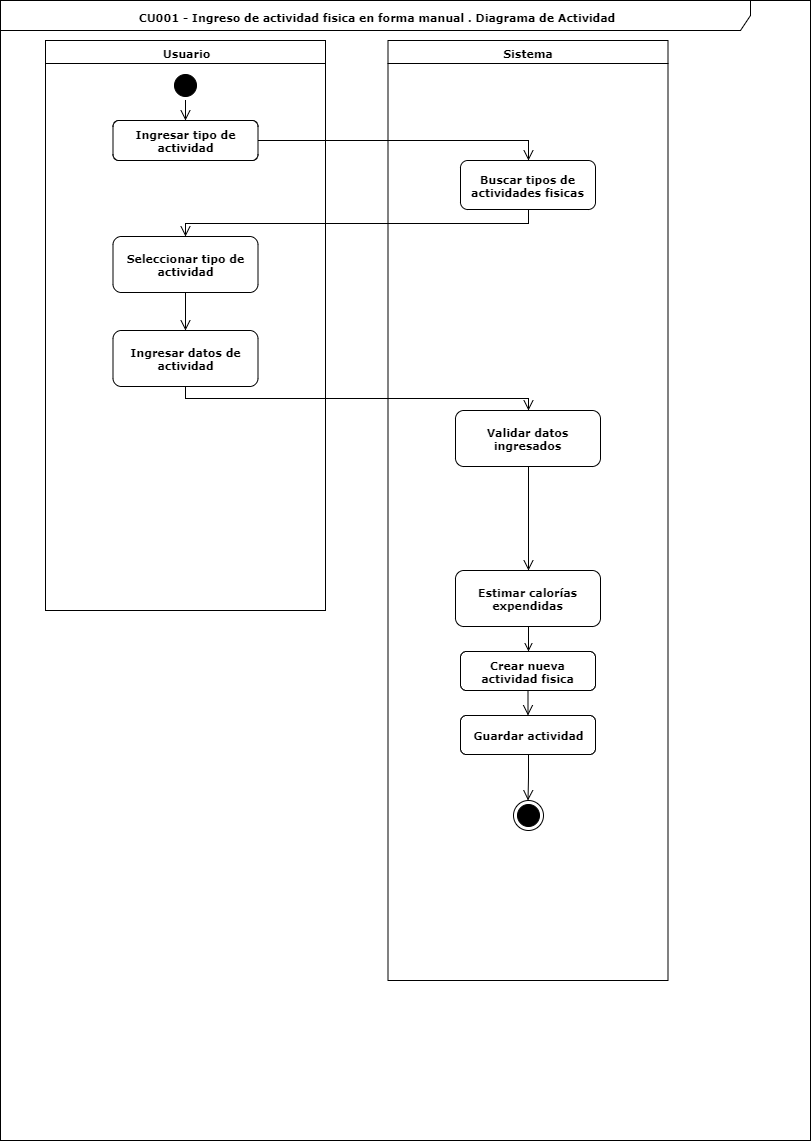 CU001 - Ingreso de actividad fisica en forma manual . Diagrama de Actividad
Usuario
Sistema
Ingresar tipo de
actividad
Buscar tipos de
actividades fisicas
Seleccionar tipo de
actividad
Ingresar datos de
actividad
Validar datos
ingresados
Estimar calorías
expendidas
Crear nueva
actividad fisica
Guardar actividad